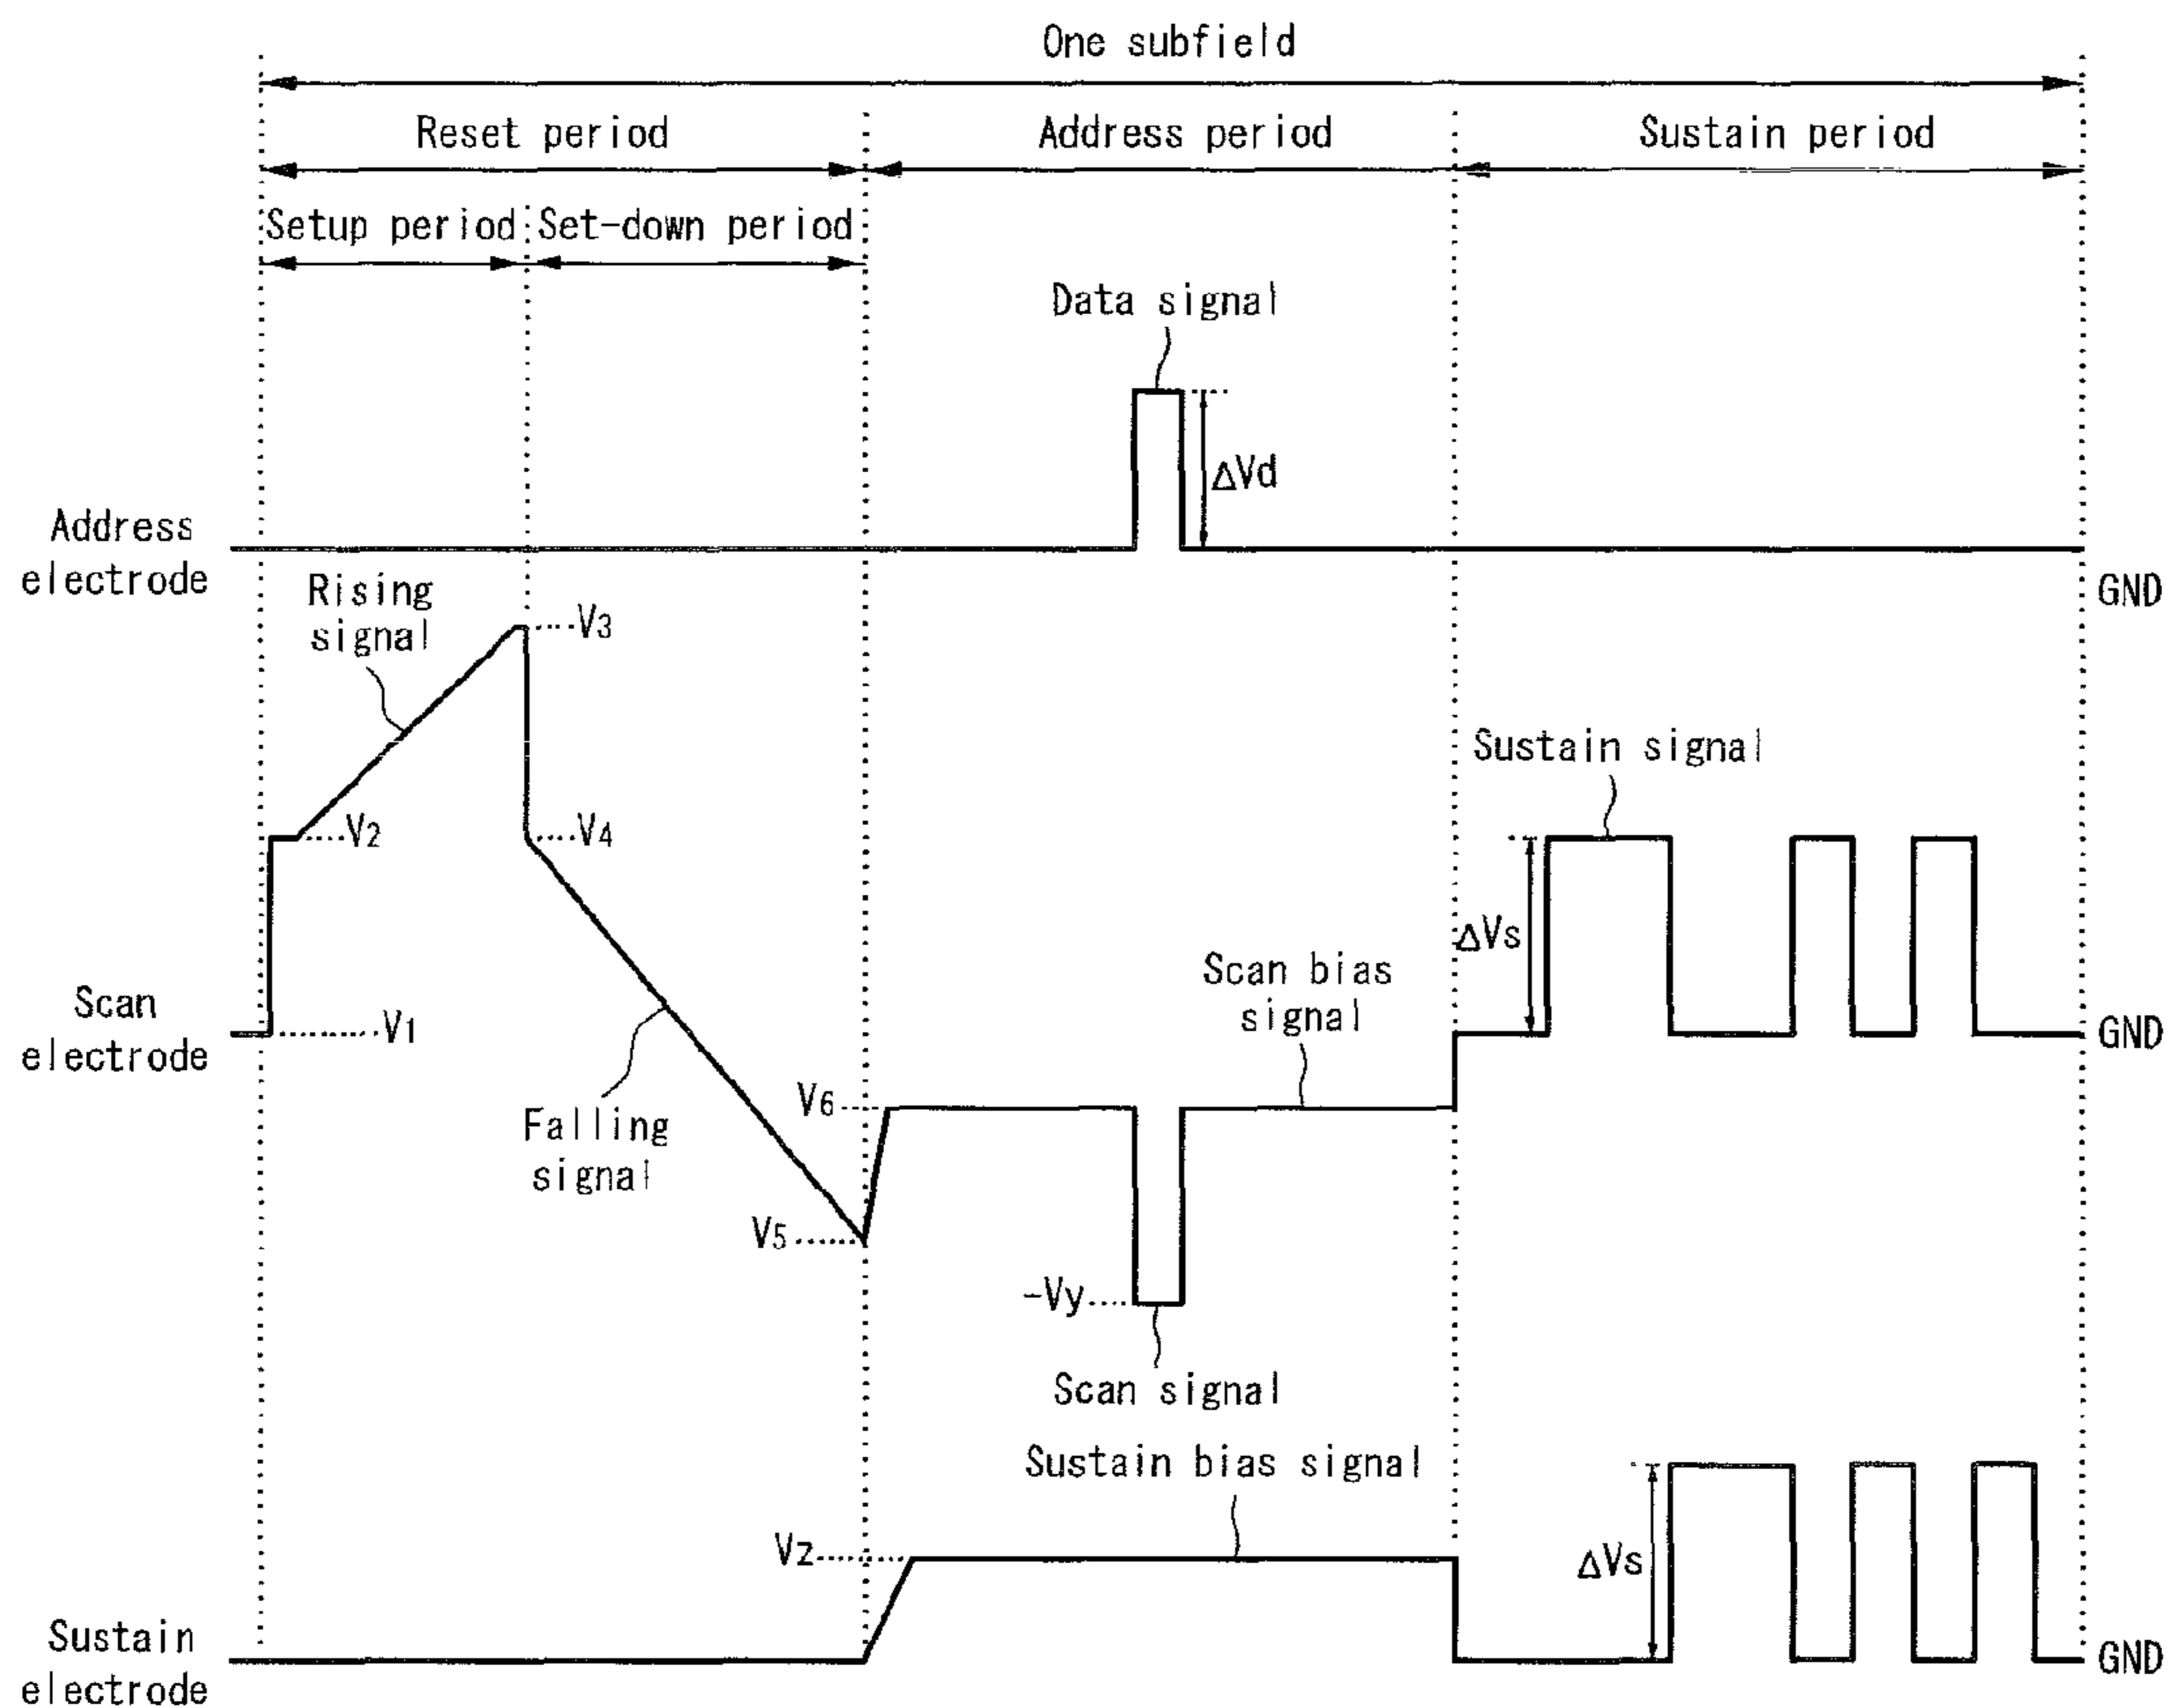 One subfield
Reset period
Address period
Sustain period
Setup period
Set-down period
Data signal
ΔVd
Address
electrode
GND
Rising
signal
V3
Sustain signal
V2
V4
ΔVs
Scan bias
signal
Scan
electrode
V1
GND
V6
Falling
signal
V5
-Vy
Scan signal
Sustain bias signal
Vz
ΔVs
Sustain
electrode
GND